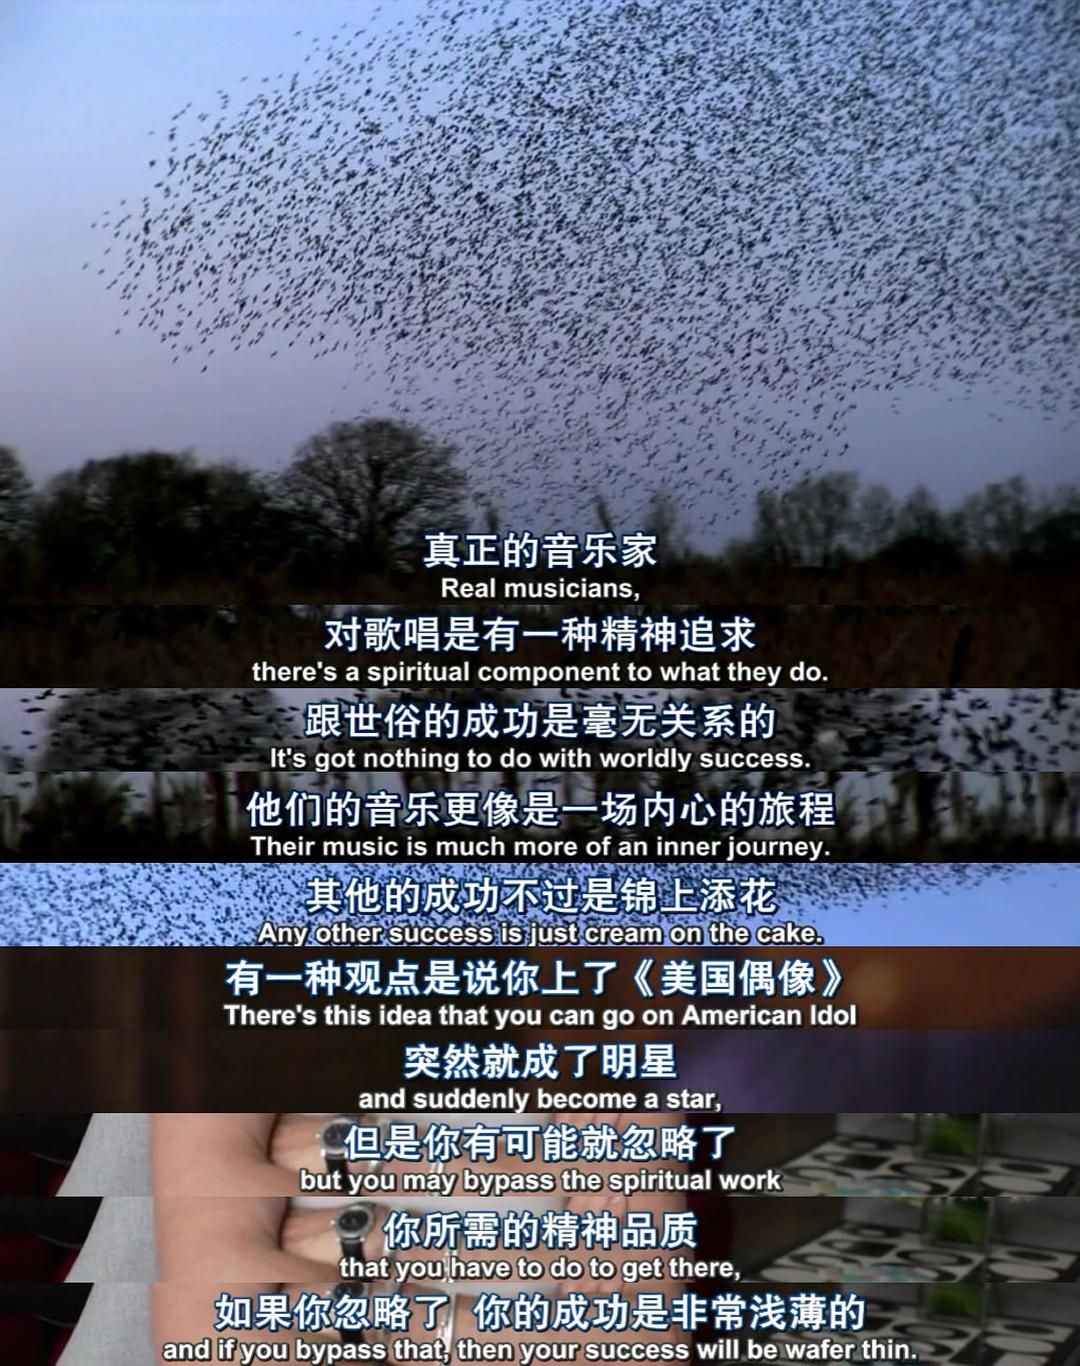 真正的音乐家
Real musicians,
对歌唱是有一种精神追求
there's a spiritual component to what they do.
跟世俗的成功是毫无关系的
It's got nothing to do with worldly success.
他们的音乐更像是一场内心的旅程
Their music is much more of an inner journey.
其他的成功不过是锦上添花
Any other success is just cream on the cake.
有一种观点是说你上了《美国偶像》
There's this idea that you can go on American Idol
突然就成了明星
and suddenly become a star,
但是你有可能就忽略了
but you may bypass the spiritual work
你所需的精神品质
that you have to do to get there,
如果你忽略了 你的成功是非常浅薄的
and if you bypass that, then your success will be wafer thin.